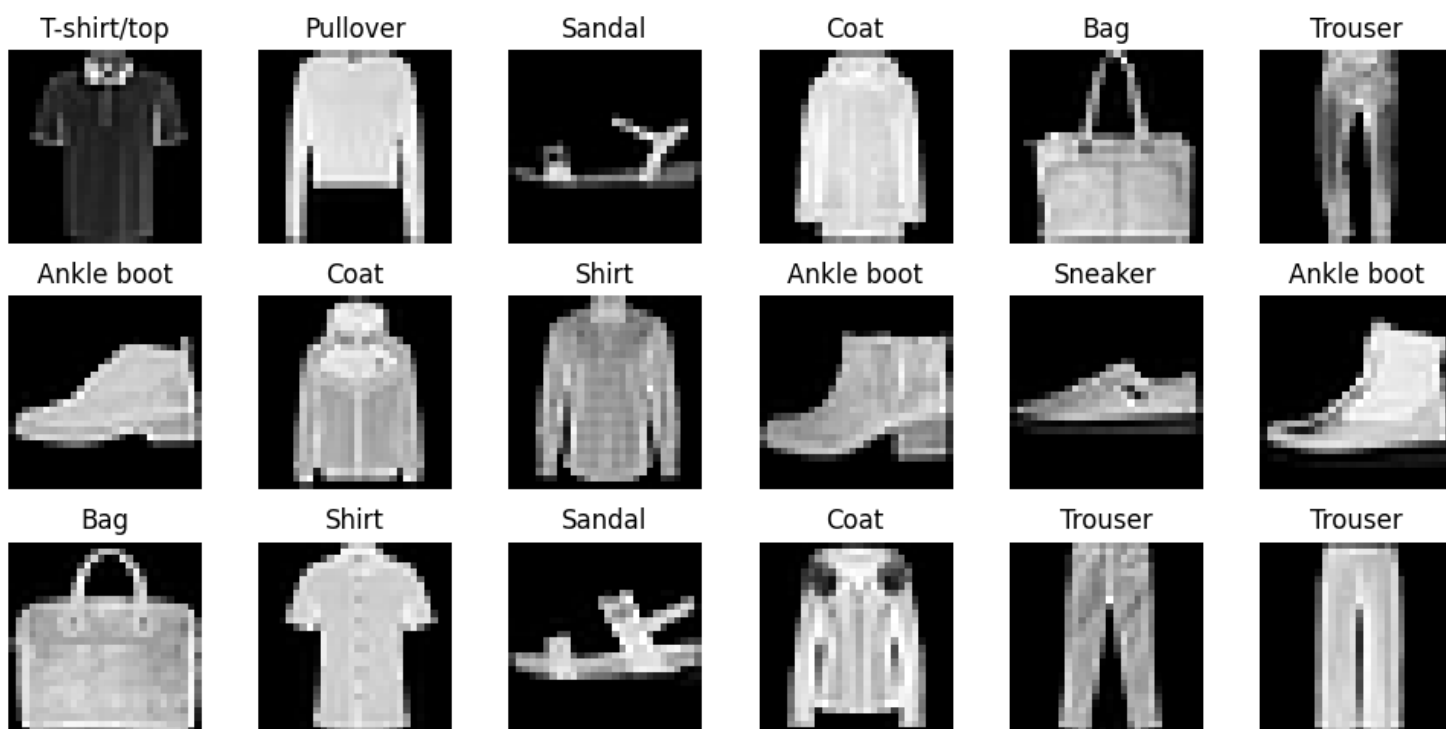 T-shirt/top Pullover Sandal Coat Bag Trouser
Ankle boot Coat Shirt Ankle boot Sneaker Ankle boot
Bag Shirt Sandal Coat Trouser Trouser